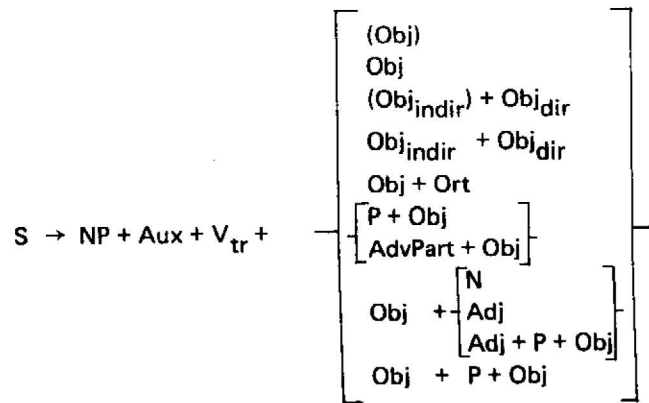 (Obj)
Obj
(Obj_indir) + Obj_dir
Obj_indir + Obj_dir
Obj + Ort
S → NP + Aux + V_tr +
P + Obj
AdvPart + Obj
N
Obj + Adj
Adj + P + Obj
Obj + P + Obj